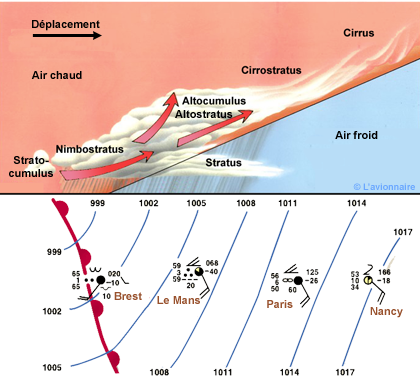 Déplacement
Cirrus
Air chaud
Cirrostratus
Altocumulus
Altostratus
Air froid
Nimbostratus
Strato-
cumulus
Stratus
© L'avionnaire
999
1002
1005
1008
1011
1014
1017
999
65
1
65
020
-10
10
Brest
59
3
59
068
-40
20
Le Mans
56
6
50
125
-26
60
Paris
53
10
34
166
-18
Nancy
1002
1005
1008
1011
1014
1017